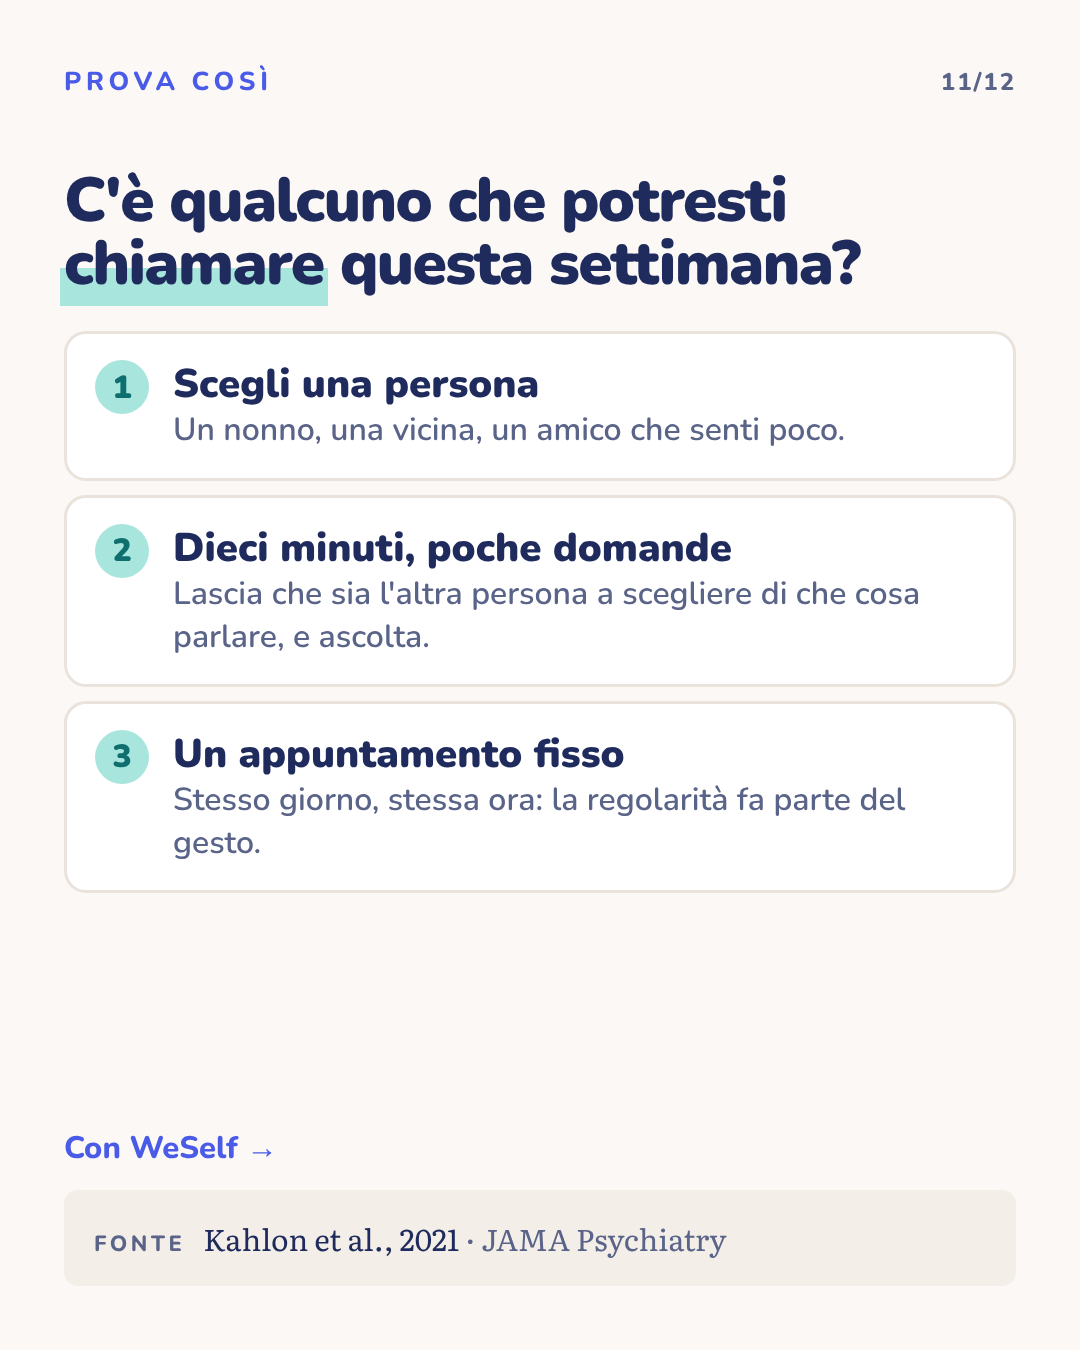 PROVA COSÌ
11/12
C'è qualcuno che potresti
chiamare questa settimana?
1
Scegli una persona
Un nonno, una vicina, un amico che senti poco.
2
Dieci minuti, poche domande
Lascia che sia l'altra persona a scegliere di che cosa
parlare, e ascolta.
3
Un appuntamento fisso
Stesso giorno, stessa ora: la regolarità fa parte del
gesto.
Con WeSelf →
FONTE Kahlon et al., 2021 · JAMA Psychiatry